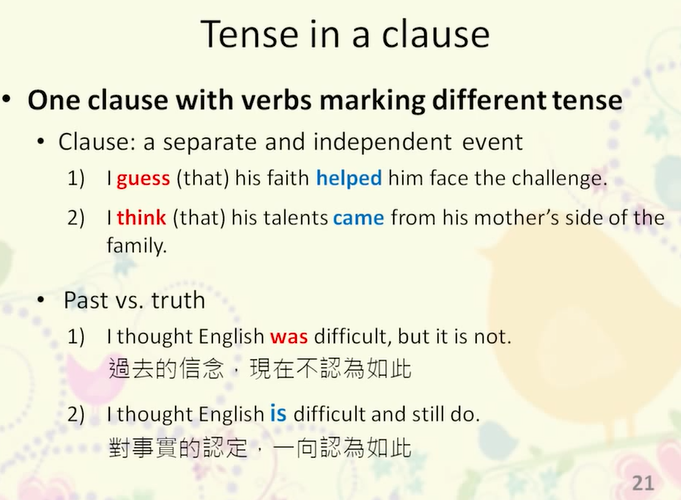 Tense in a clause
• One clause with verbs marking different tense
• Clause: a separate and independent event
1) I guess (that) his faith helped him face the challenge.
2) I think (that) his talents came from his mother's side of the
family.
• Past vs. truth
1) I thought English was difficult, but it is not.
過去的信念，現在不認為如此
2) I thought English is difficult and still do.
對事實的認定，一向認為如此
21